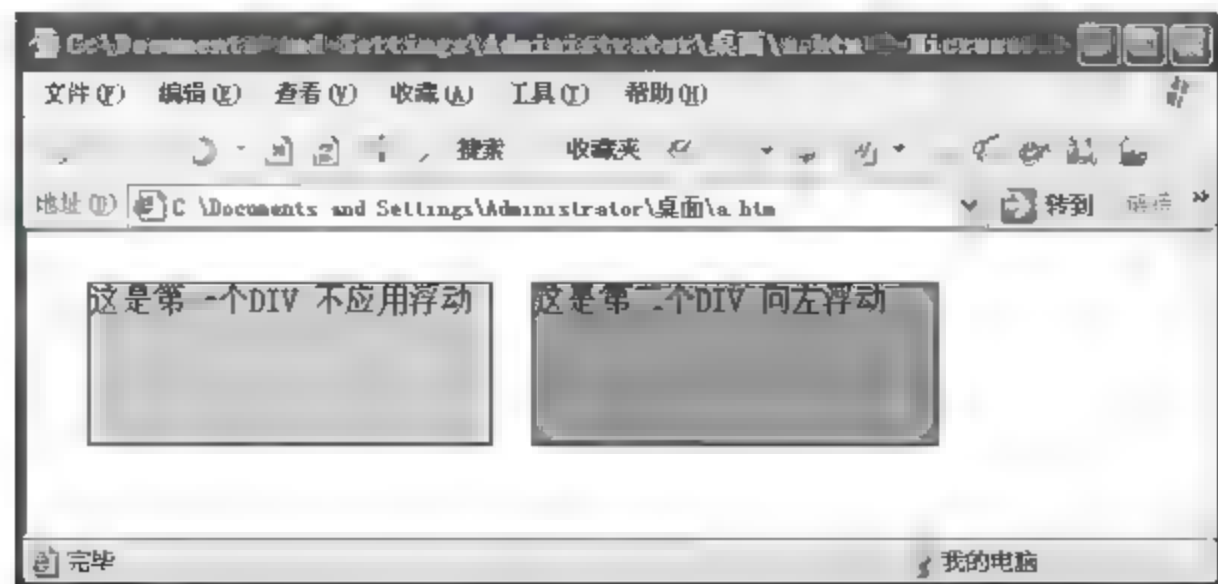 文件(F) 编辑(E) 查看(V) 收藏(A) 工具(T) 帮助(H)
搜索 收藏夹
地址(D) C \Documents and Settings\Administrator\桌面\a htm 转到
这是第 个DIV 不应用浮动 这是第 个DIV 向左浮动
完毕 我的电脑